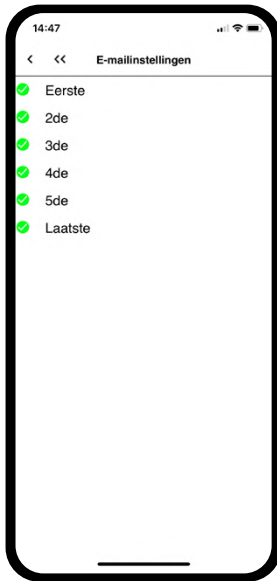 14:47
< << E-mailinstellingen
Eerste
2de
3de
4de
5de
Laatste